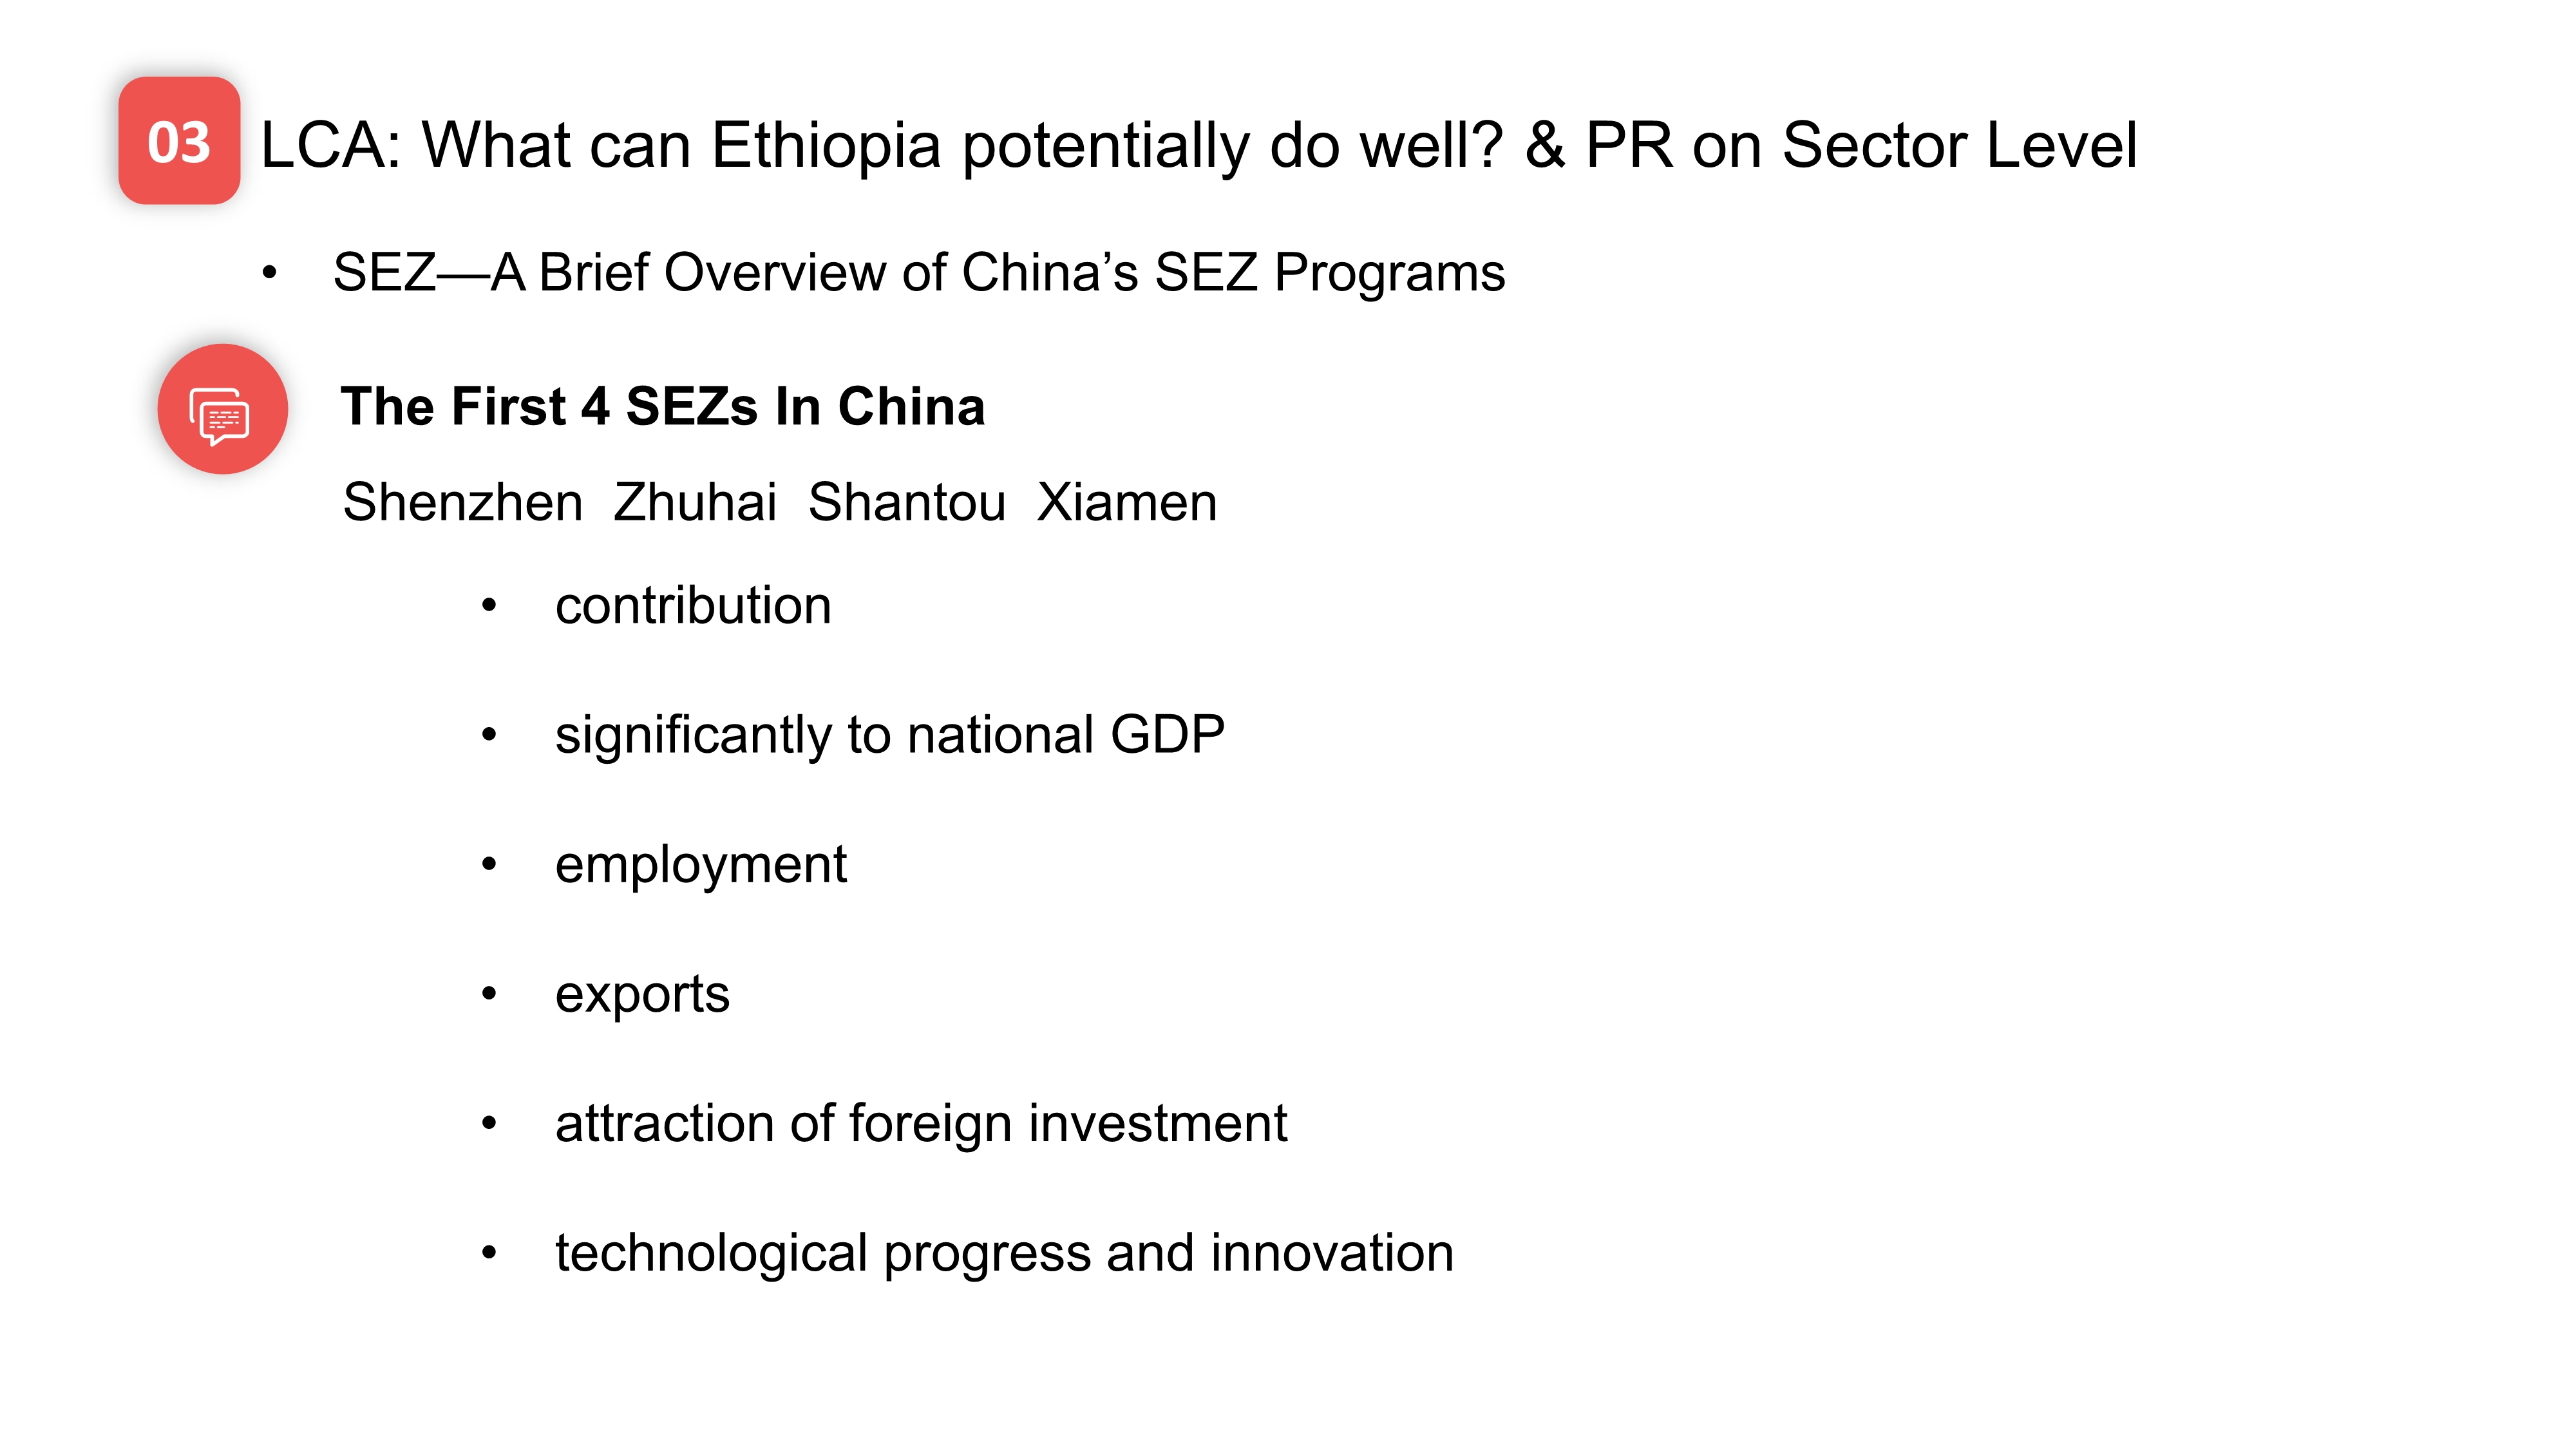 03
LCA: What can Ethiopia potentially do well? & PR on Sector Level
• SEZ—A Brief Overview of China’s SEZ Programs
The First 4 SEZs In China
Shenzhen Zhuhai Shantou Xiamen
• contribution
• significantly to national GDP
• employment
• exports
• attraction of foreign investment
• technological progress and innovation